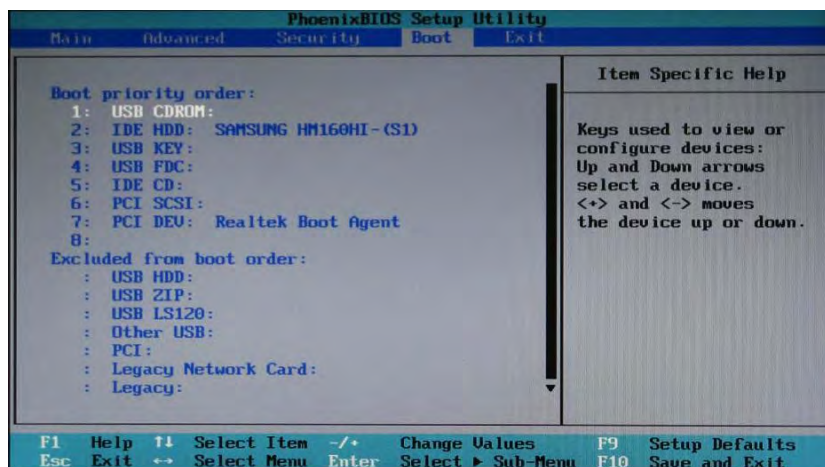 PhoenixBIOS Setup Utility
Main Advanced Security Boot Exit
Boot priority order:
1: USB CDROM:
2: IDE HDD: SAMSUNG HM160HI-(S1)
3: USB KEY:
4: USB FDC:
5: IDE CD:
6: PCI SCSI:
7: PCI DEV: Realtek Boot Agent
8:
Excluded from boot order:
: USB HDD:
: USB ZIP:
: USB LS120:
: Other USB:
: PCI:
: Legacy Network Card:
: Legacy:
Item Specific Help
Keys used to view or
configure devices:
Up and Down arrows
select a device.
<+> and <-> moves
the device up or down.
F1 Help ↑↓ Select Item -/+ Change Values F9 Setup Defaults
Esc Exit ↔ Select Menu Enter Select ▶ Sub-Menu F10 Save and Exit